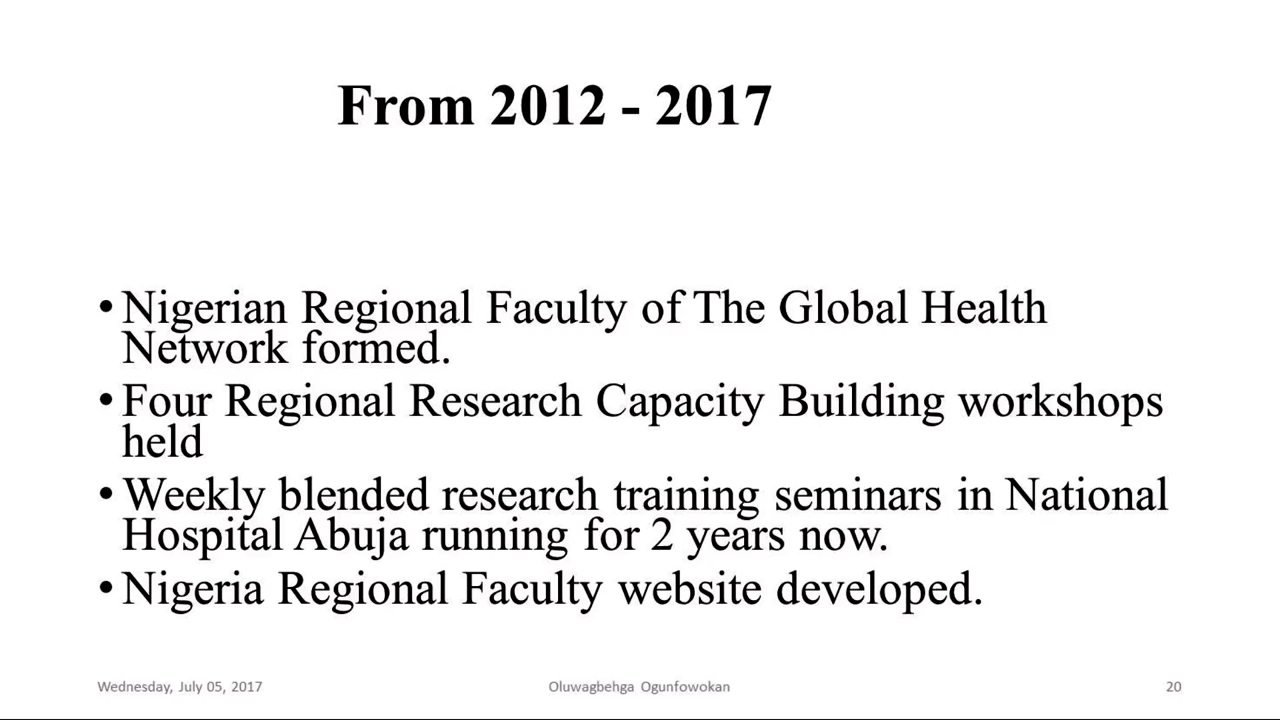 From 2012 - 2017
• Nigerian Regional Faculty of The Global Health
Network formed.
• Four Regional Research Capacity Building workshops
held
• Weekly blended research training seminars in National
Hospital Abuja running for 2 years now.
• Nigeria Regional Faculty website developed.
Wednesday, July 05, 2017
Oluwagbehga Ogunfowokan
20